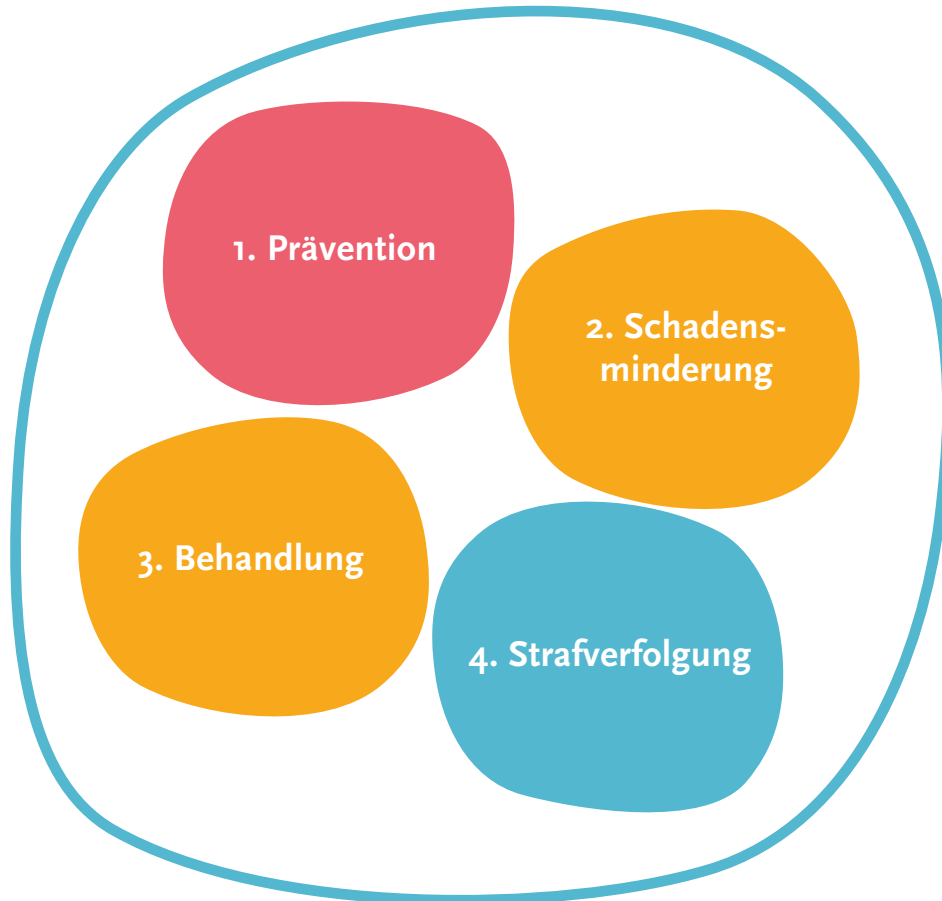 1. Prävention
2. Schadens-
minderung
3. Behandlung
4. Strafverfolgung